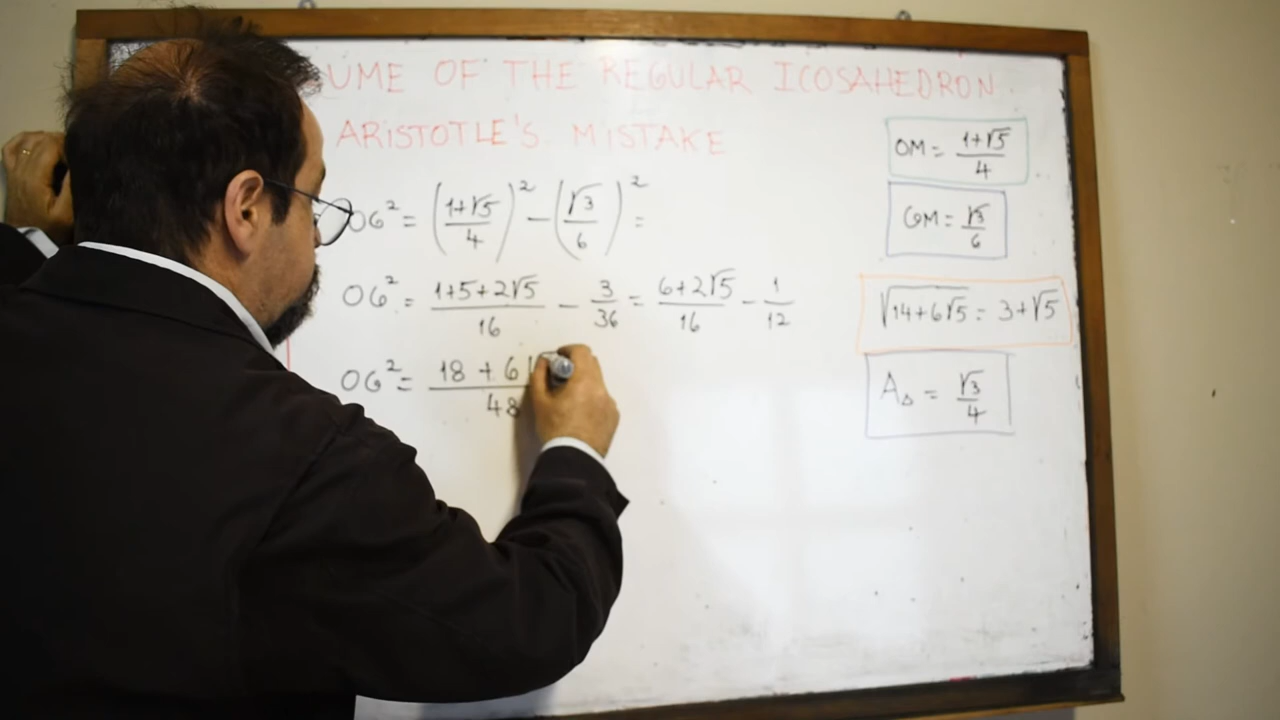 UME OF THE REGULAR ICOSAHEDRON
ARISTOTLE'S MISTAKE
OG² = ((1+√5)/4)² − (√3/6)² =
OG² = (1+5+2√5)/16 − 3/36 = (6+2√5)/16 − 1/12
OG² = (18 + 6√)/48
OM = (1+√5)/4
GM = √3/6
√(14+6√5) = 3+√5
A△ = √3/4